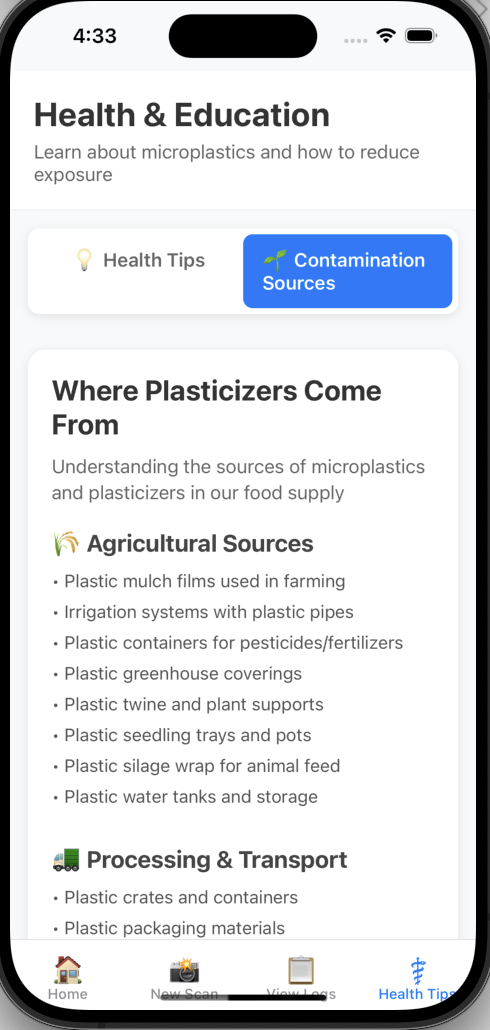 4:33
Health & Education
Learn about microplastics and how to reduce
exposure
💡 Health Tips
🌱 Contamination
Sources
Where Plasticizers Come
From
Understanding the sources of microplastics
and plasticizers in our food supply
🌾 Agricultural Sources
• Plastic mulch films used in farming
• Irrigation systems with plastic pipes
• Plastic containers for pesticides/fertilizers
• Plastic greenhouse coverings
• Plastic twine and plant supports
• Plastic seedling trays and pots
• Plastic silage wrap for animal feed
• Plastic water tanks and storage
🚛 Processing & Transport
• Plastic crates and containers
• Plastic packaging materials
Home
New Scan
View Logs
Health Tips